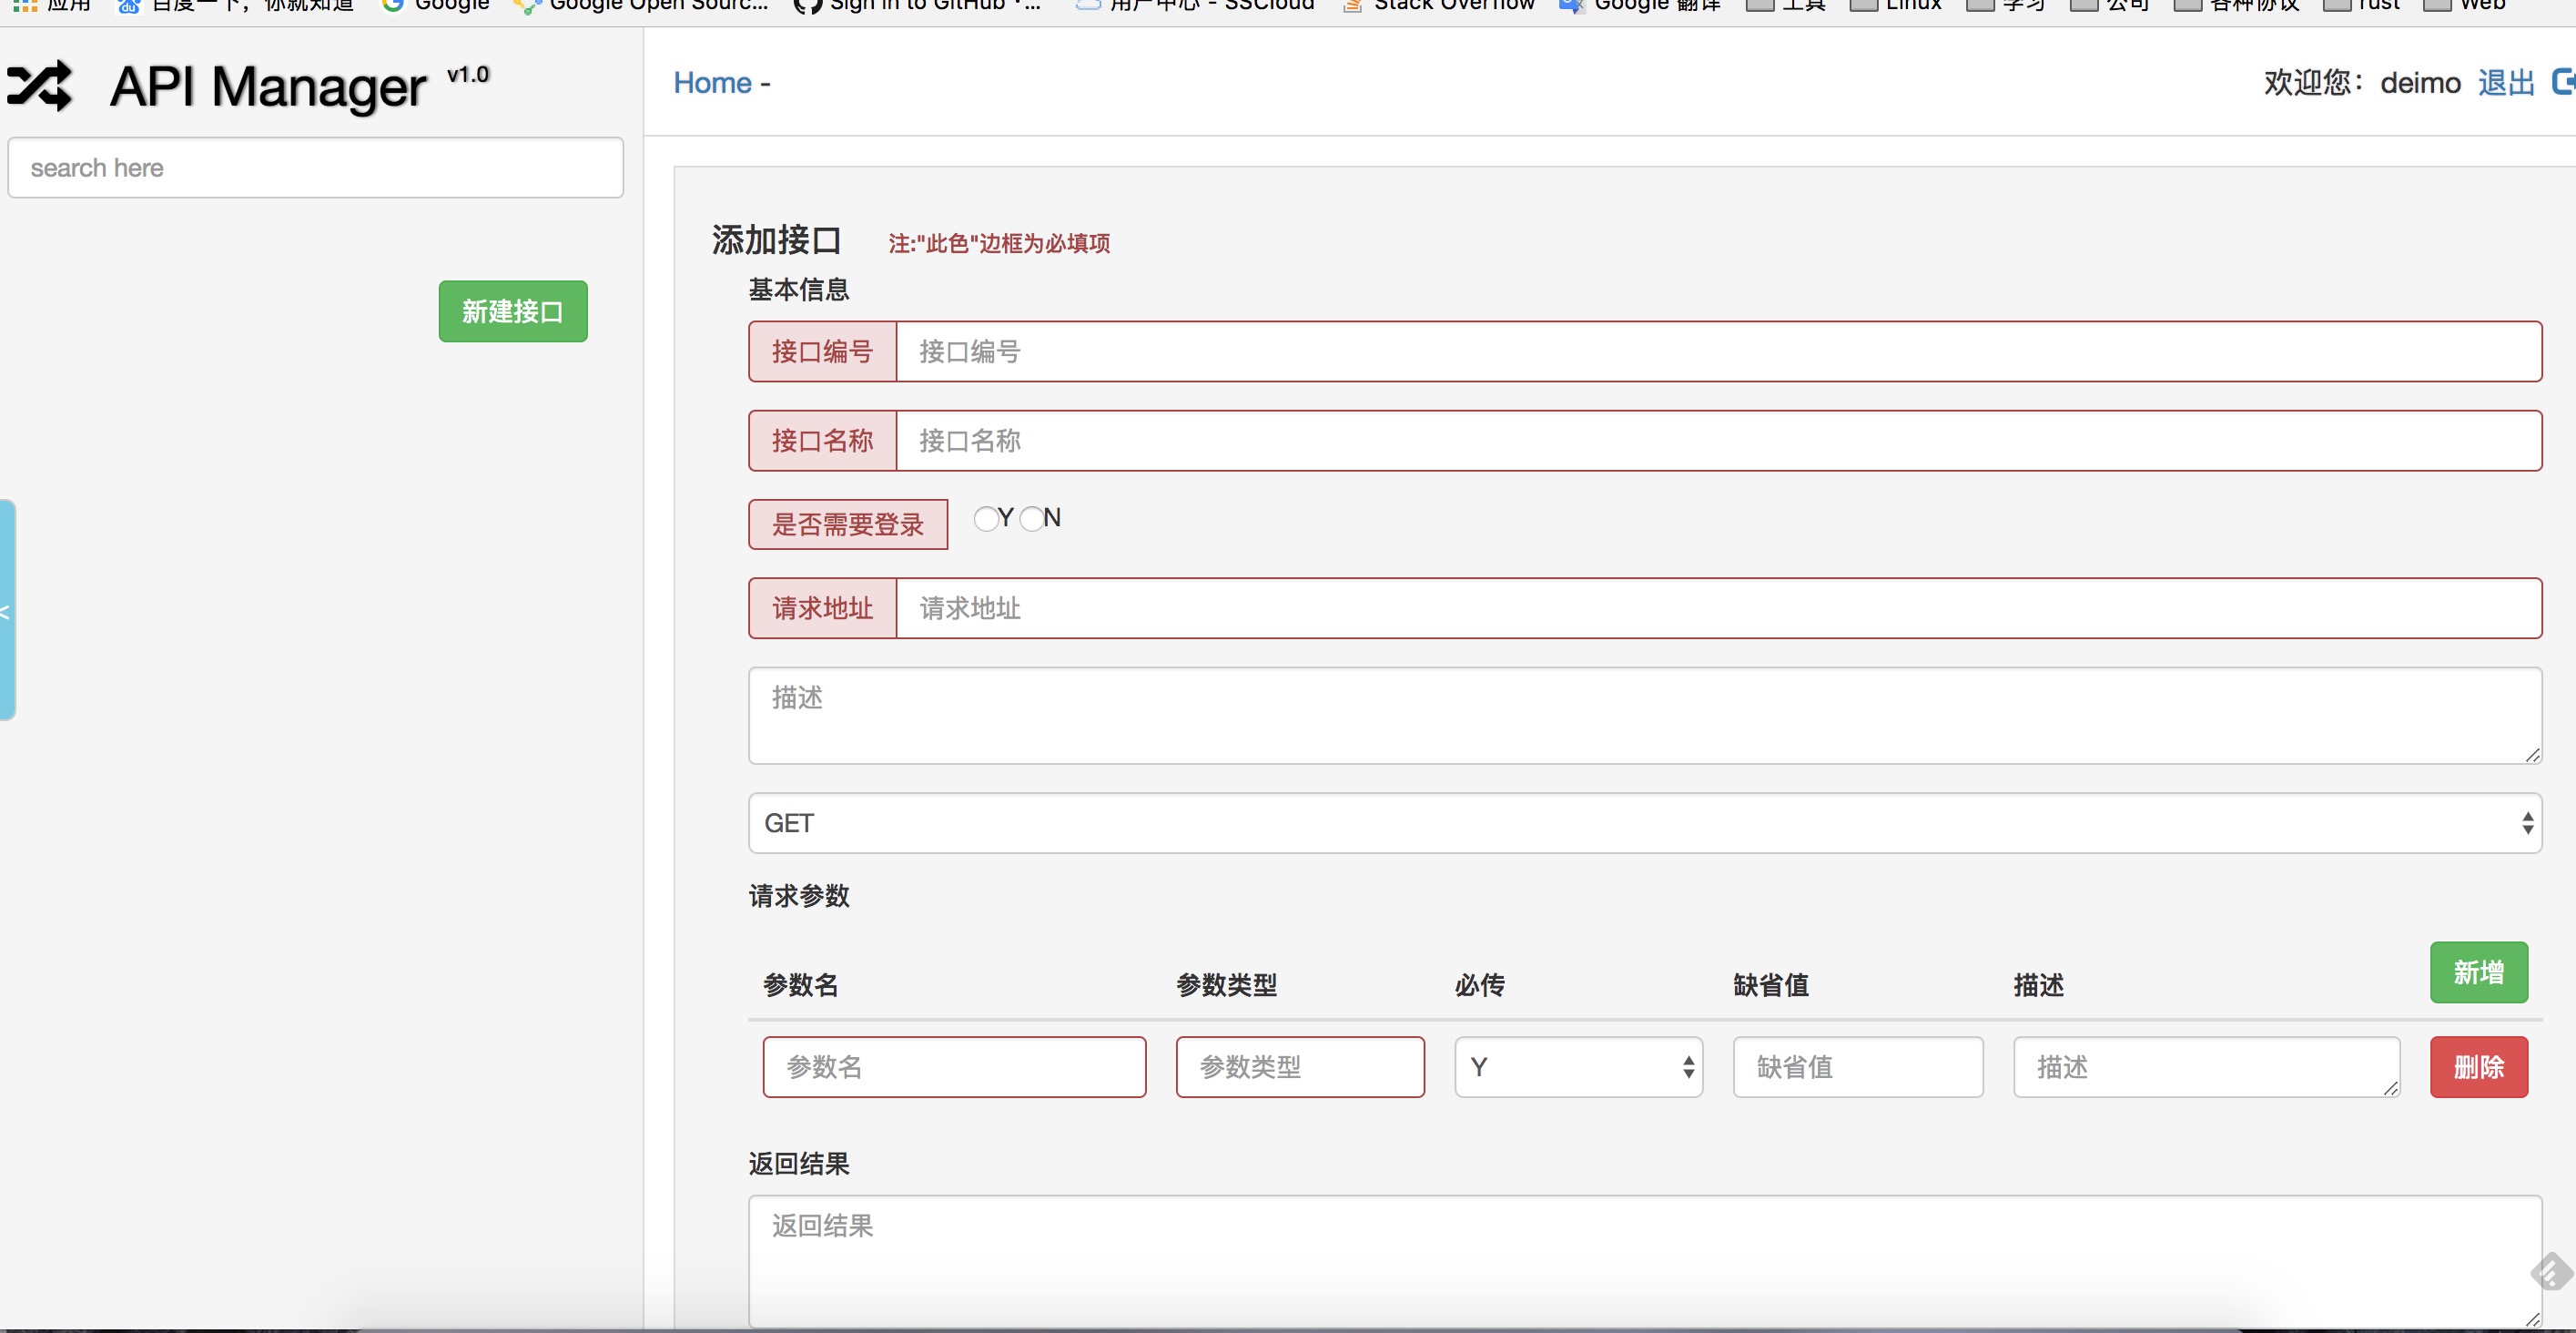 应用 百度一下，你就知道 Google Google Open Sourc... Sign in to GitHub ·... 用户中心 - SSCloud Stack Overflow Google 翻译 工具 Linux 学习 公司 各种协议 rust Web
API Manager v1.0
Home -
欢迎您：deimo 退出
search here
添加接口 注:"此色"边框为必填项
基本信息
新建接口
接口编号 接口编号
接口名称 接口名称
是否需要登录 Y N
请求地址 请求地址
<
描述
GET
请求参数
新增
参数名 参数类型 必传 缺省值 描述
参数名 参数类型 Y 缺省值 描述 删除
返回结果
返回结果